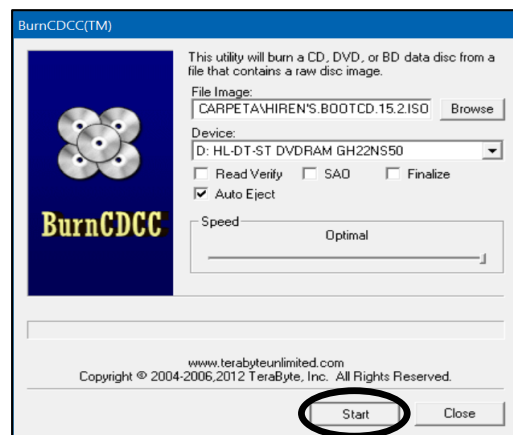 BurnCDCC(TM)
This utility will burn a CD, DVD, or BD data disc from a
file that contains a raw disc image.
File Image:
CARPETA\HIREN'S.BOOTCD.15.2.ISO Browse
Device:
D: HL-DT-ST DVDRAM GH22NS50
Read Verify SAO Finalize
Auto Eject
BurnCDCC
Speed
Optimal
www.terabyteunlimited.com
Copyright © 2004-2006,2012 TeraByte, Inc. All Rights Reserved.
Start Close